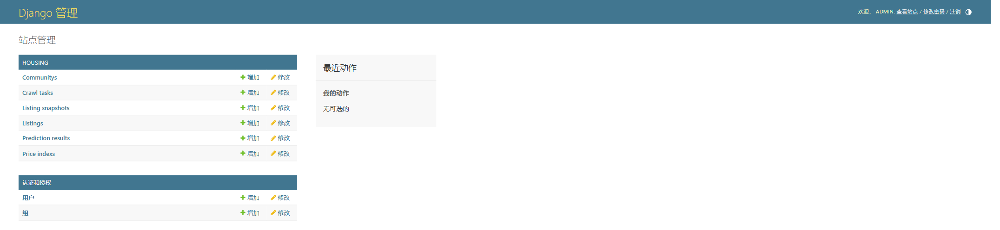 Django 管理
欢迎， ADMIN. 查看站点 / 修改密码 / 注销
站点管理
HOUSING
Communitys 增加 修改
Crawl tasks 增加 修改
Listing snapshots 增加 修改
Listings 增加 修改
Prediction results 增加 修改
Price indexs 增加 修改
认证和授权
用户 增加 修改
组 增加 修改
最近动作
我的动作
无可选的